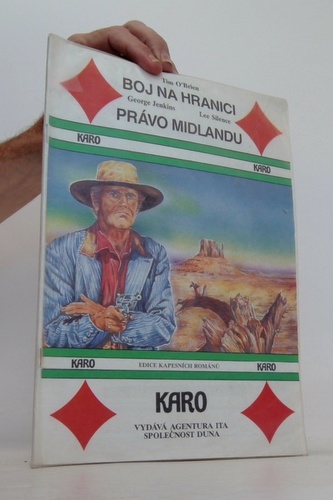 Tim O'Brien
BOJ NA HRANICI
George Jenkins Lee Silence
PRÁVO MIDLANDU
KARO KARO
KARO EDICE KAPESNÍCH ROMÁNŮ KARO
KARO
VYDÁVÁ AGENTURA ITA
SPOLEČNOST DUNA